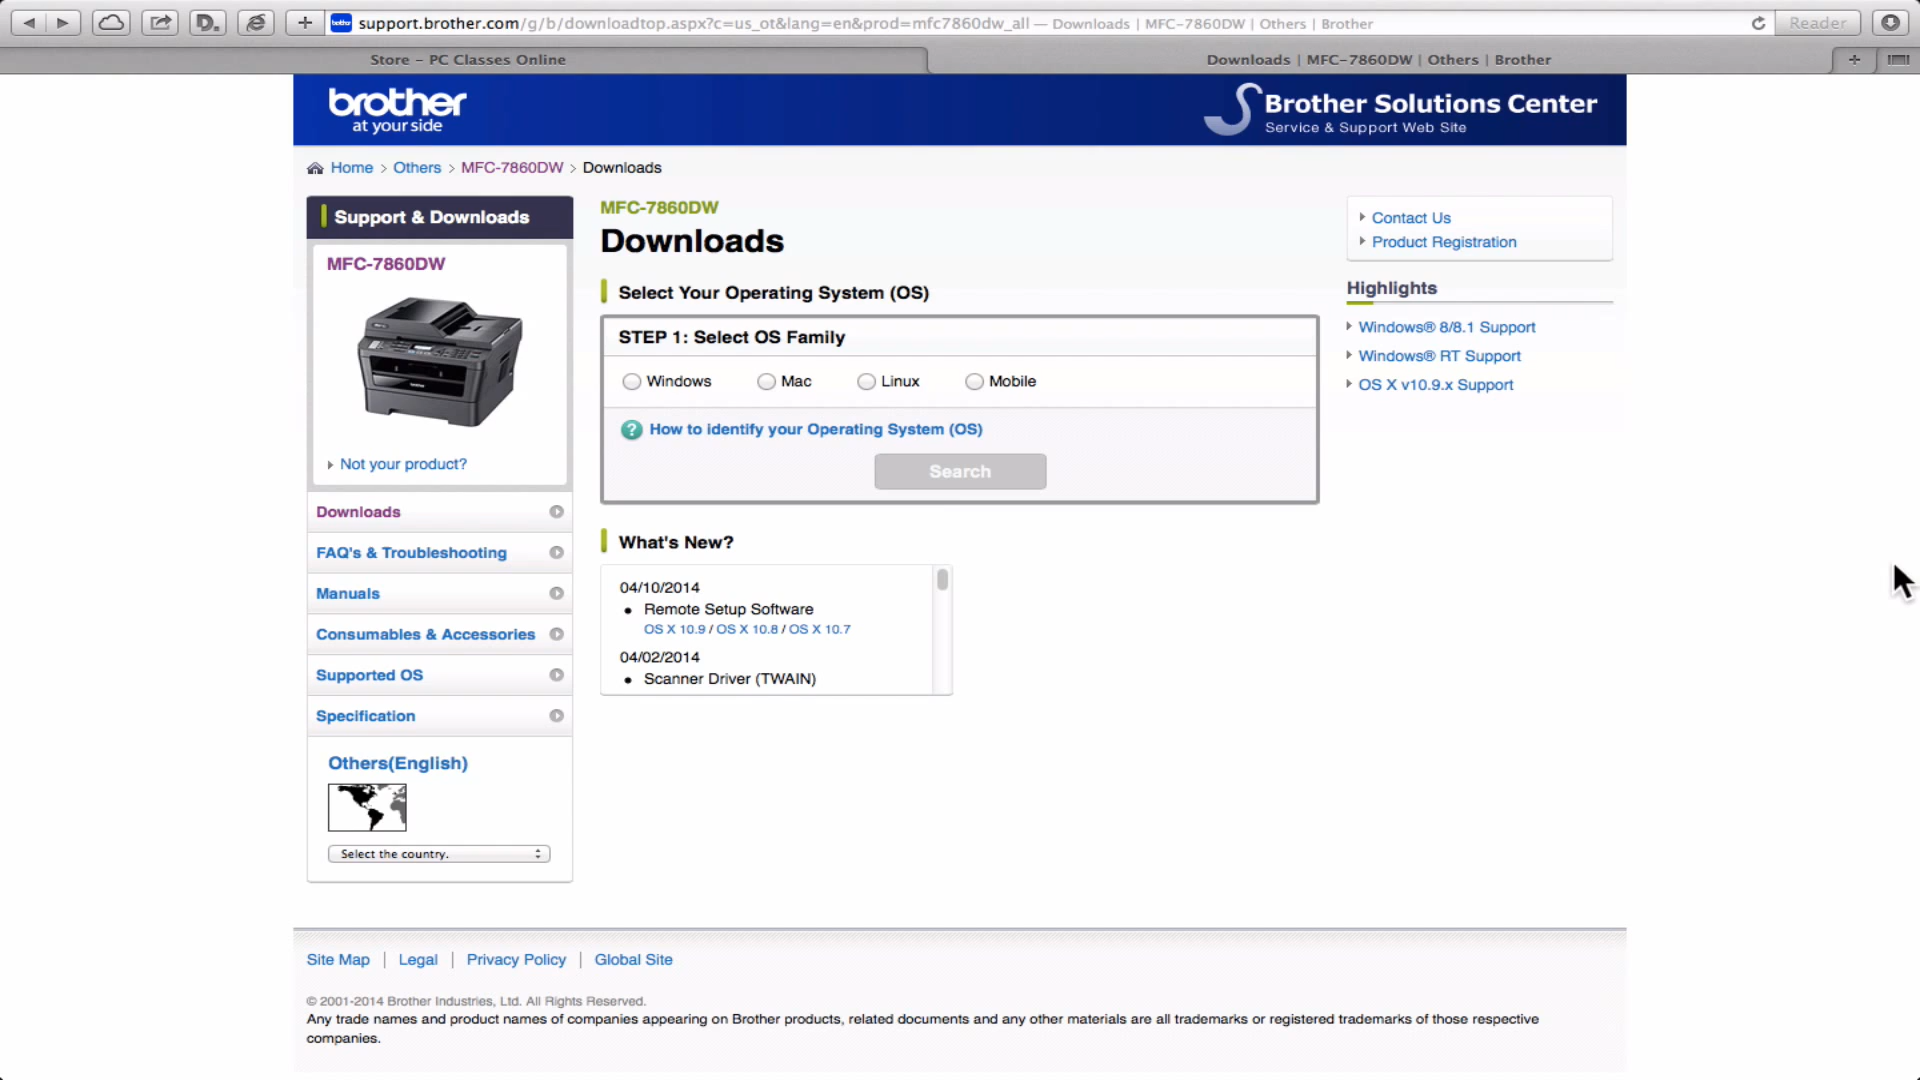 support.brother.com/g/b/downloadtop.aspx?c=us_ot&lang=en&prod=mfc7860dw_all — Downloads | MFC-7860DW | Others | Brother
Reader
Store – PC Classes Online
Downloads | MFC-7860DW | Others | Brother
brother
at your side
Brother Solutions Center
Service & Support Web Site
Home > Others > MFC-7860DW > Downloads
Support & Downloads
MFC-7860DW
Not your product?
Downloads
FAQ's & Troubleshooting
Manuals
Consumables & Accessories
Supported OS
Specification
Others(English)
Select the country.
MFC-7860DW
Downloads
Select Your Operating System (OS)
STEP 1: Select OS Family
Windows Mac Linux Mobile
? How to identify your Operating System (OS)
Search
What's New?
04/10/2014
• Remote Setup Software
OS X 10.9 / OS X 10.8 / OS X 10.7
04/02/2014
• Scanner Driver (TWAIN)
Contact Us
Product Registration
Highlights
Windows® 8/8.1 Support
Windows® RT Support
OS X v10.9.x Support
Site Map | Legal | Privacy Policy | Global Site
© 2001-2014 Brother Industries, Ltd. All Rights Reserved.
Any trade names and product names of companies appearing on Brother products, related documents and any other materials are all trademarks or registered trademarks of those respective
companies.